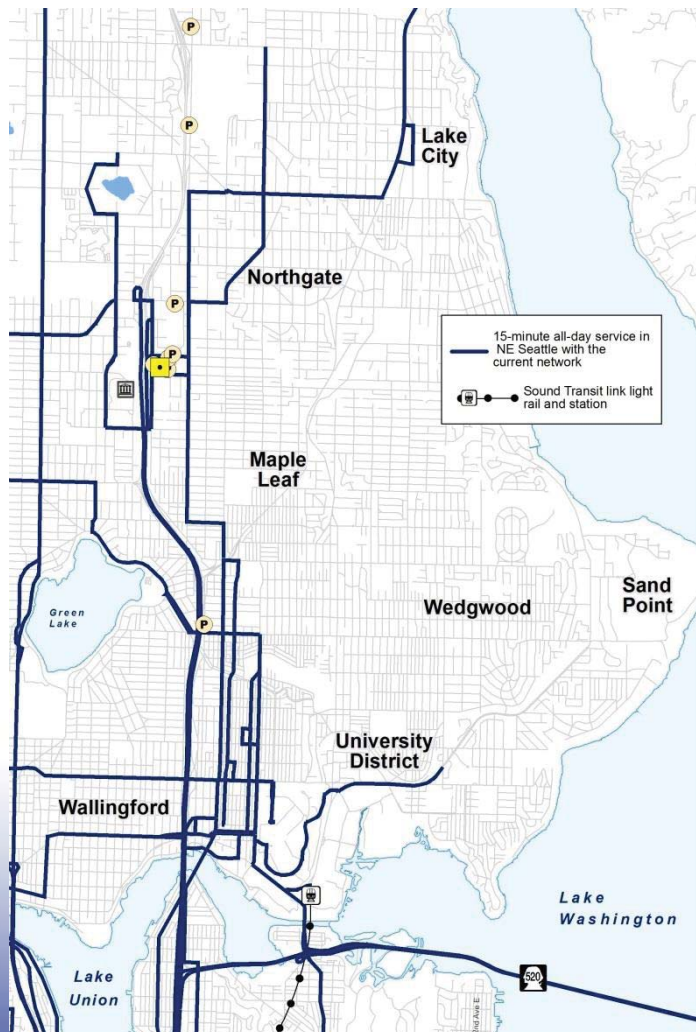 P
P
Lake
City
Northgate
P
15-minute all-day service in
NE Seattle with the
current network
P
Sound Transit link light
rail and station
Maple
Leaf
Green
Lake
Wedgwood
Sand
Point
P
University
District
Wallingford
Lake
Washington
520
Lake
Union